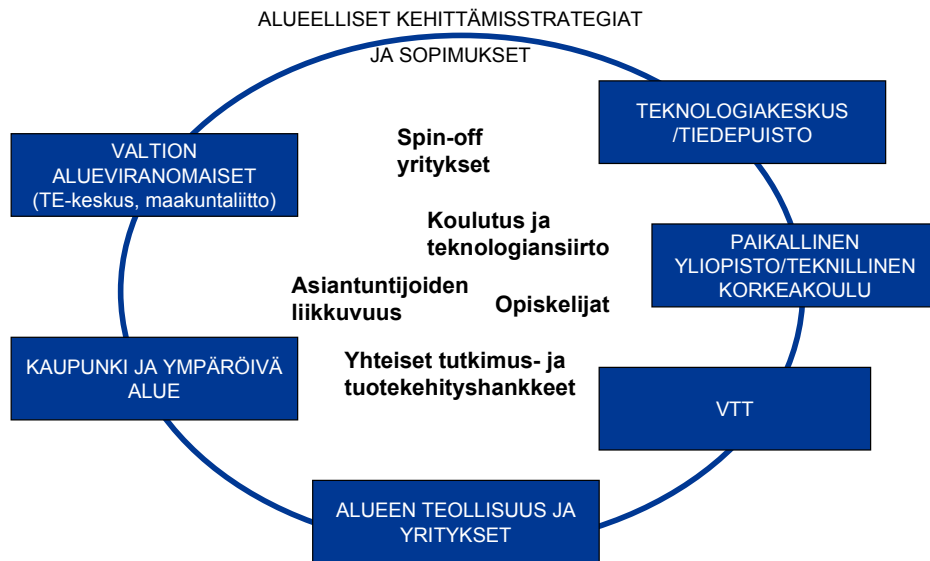 ALUEELLISET KEHITTÄMISSTRATEGIAT
JA SOPIMUKSET
TEKNOLOGIAKESKUS
/TIEDEPUISTO
Spin-off
yritykset
VALTION
ALUEVIRANOMAISET
(TE-keskus, maakuntaliitto)
Koulutus ja
teknologiansiirto
PAIKALLINEN
YLIOPISTO/TEKNILLINEN
KORKEAKOULU
Asiantuntijoiden
liikkuvuus
Opiskelijat
KAUPUNKI JA YMPÄRÖIVÄ
ALUE
Yhteiset tutkimus- ja
tuotekehityshankkeet
VTT
ALUEEN TEOLLISUUS JA
YRITYKSET